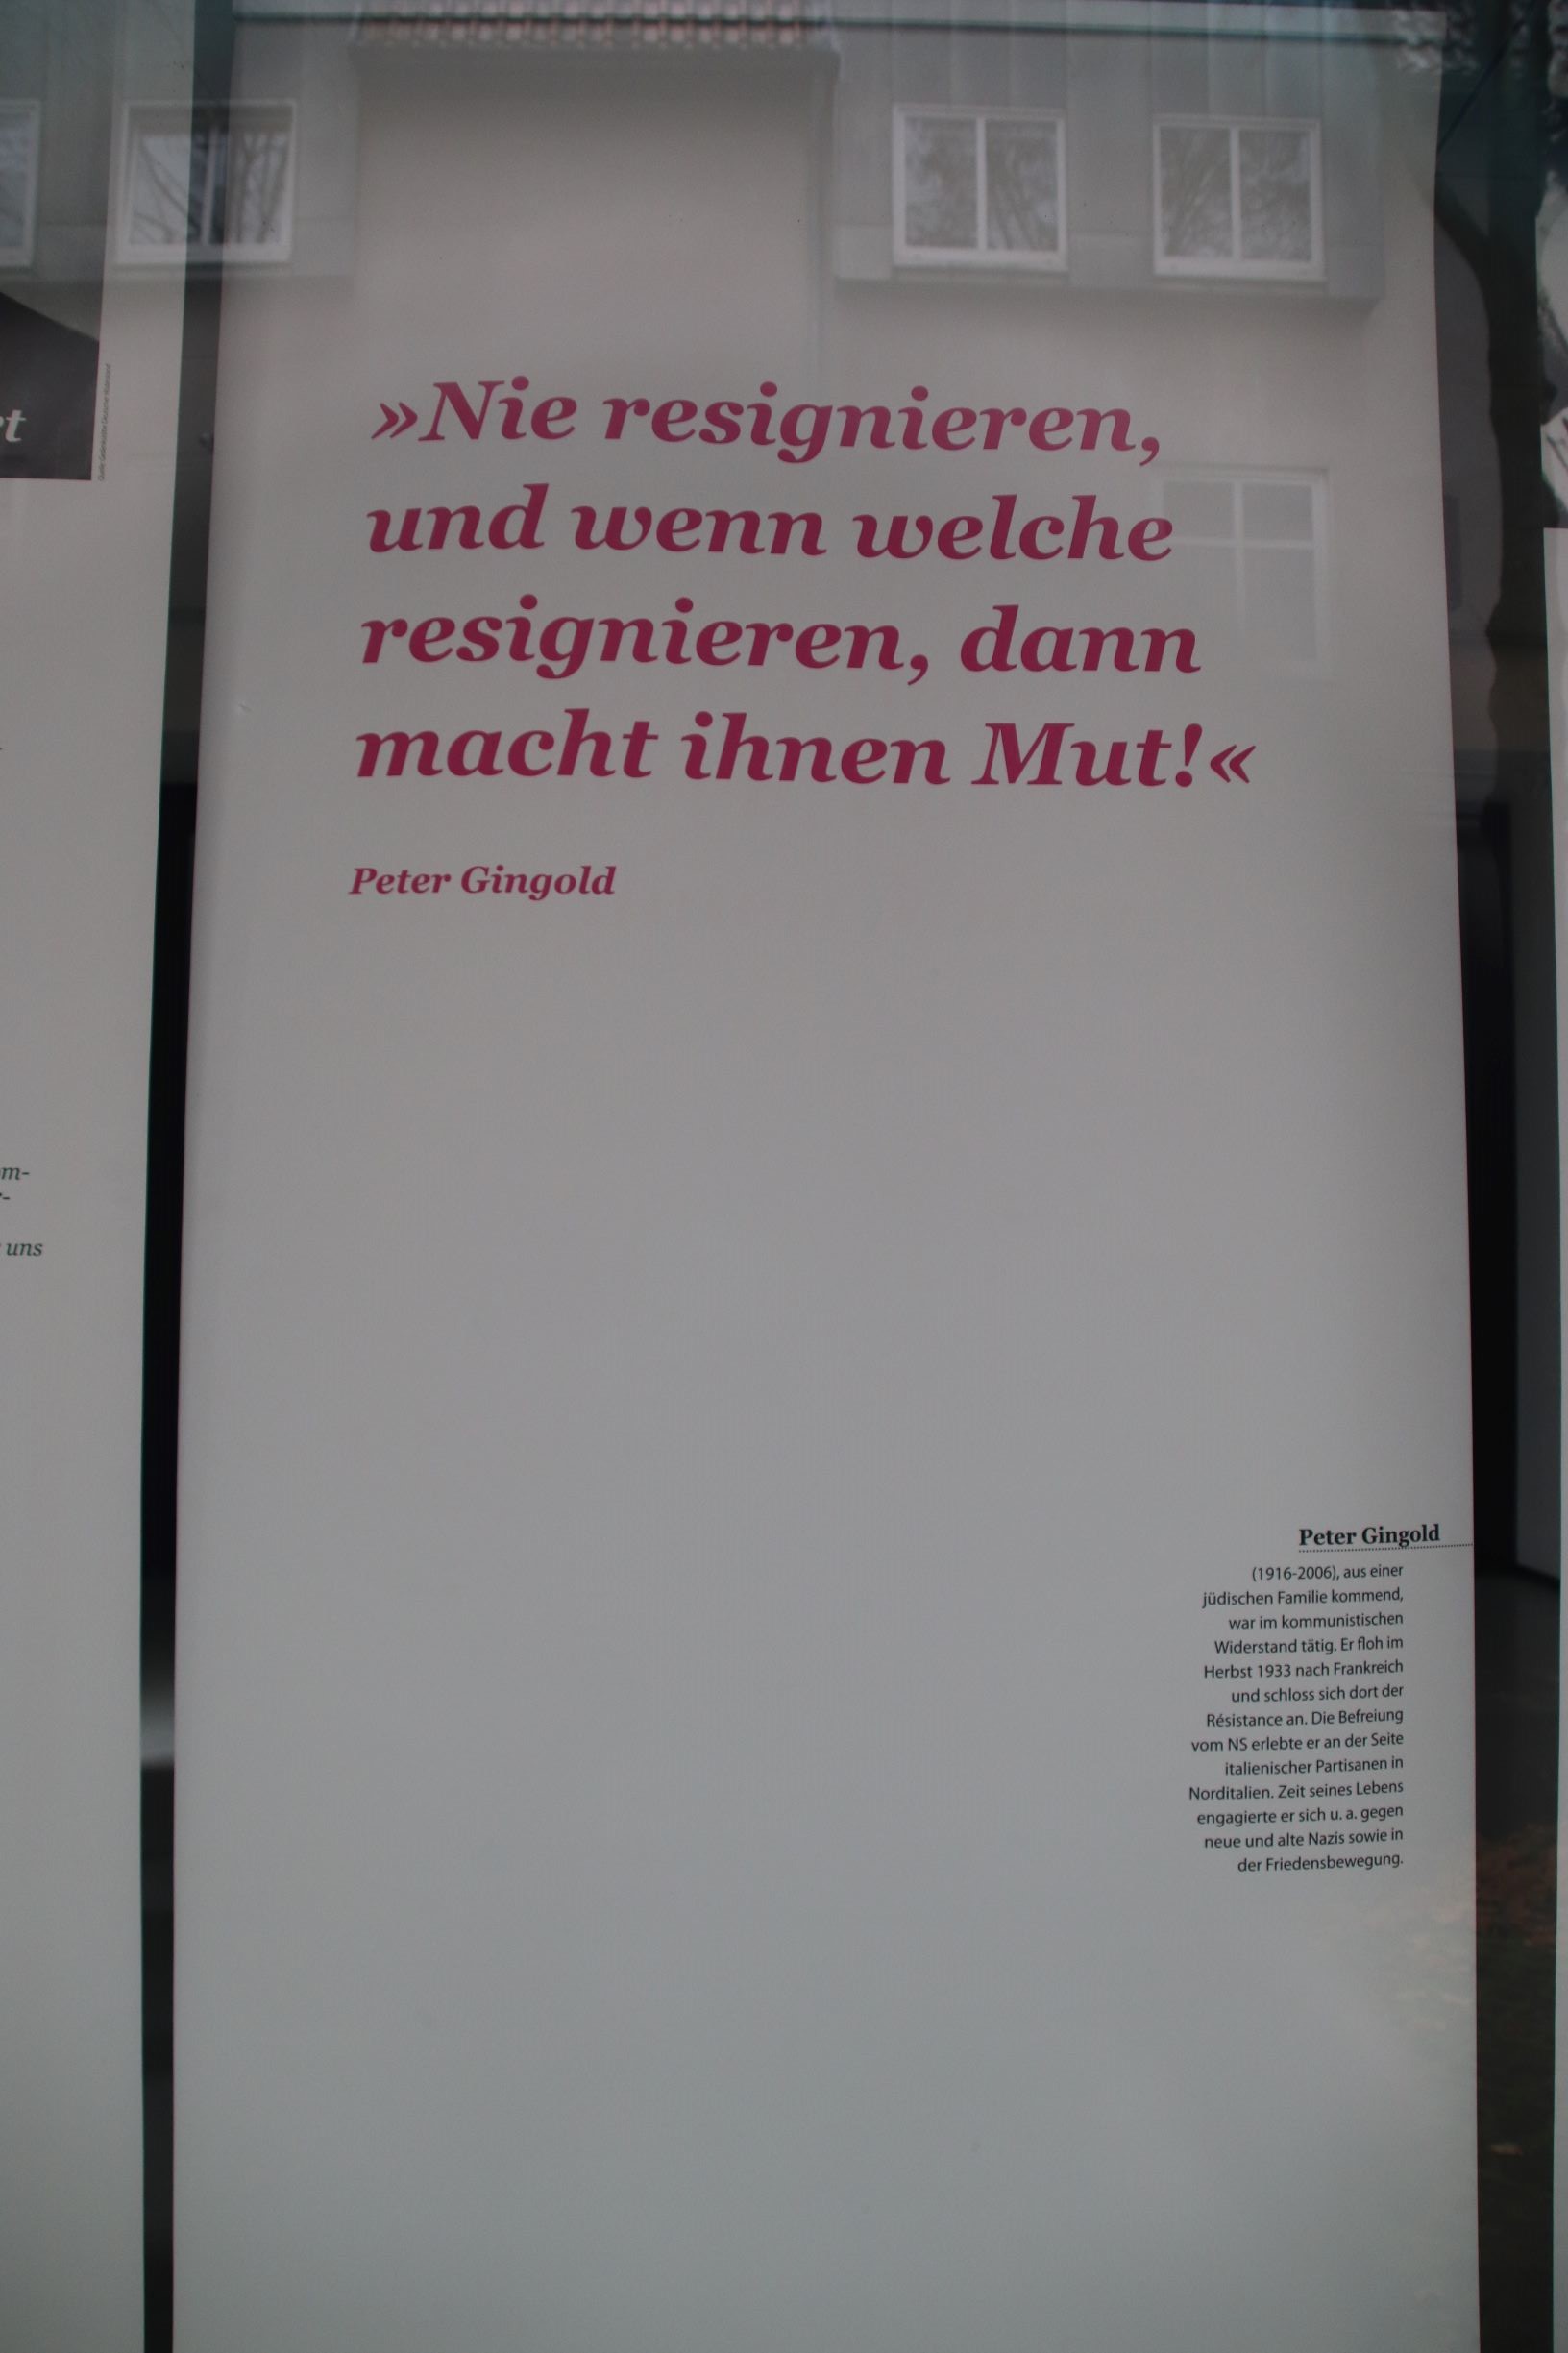 »Nie resignieren,
und wenn welche
resignieren, dann
macht ihnen Mut!«
Peter Gingold
Peter Gingold
(1916-2006), aus einer
jüdischen Familie kommend,
war im kommunistischen
Widerstand tätig. Er floh im
Herbst 1933 nach Frankreich
und schloss sich dort der
Résistance an. Die Befreiung
vom NS erlebte er an der Seite
italienischer Partisanen in
Norditalien. Zeit seines Lebens
engagierte er sich u. a. gegen
neue und alte Nazis sowie in
der Friedensbewegung.
uns